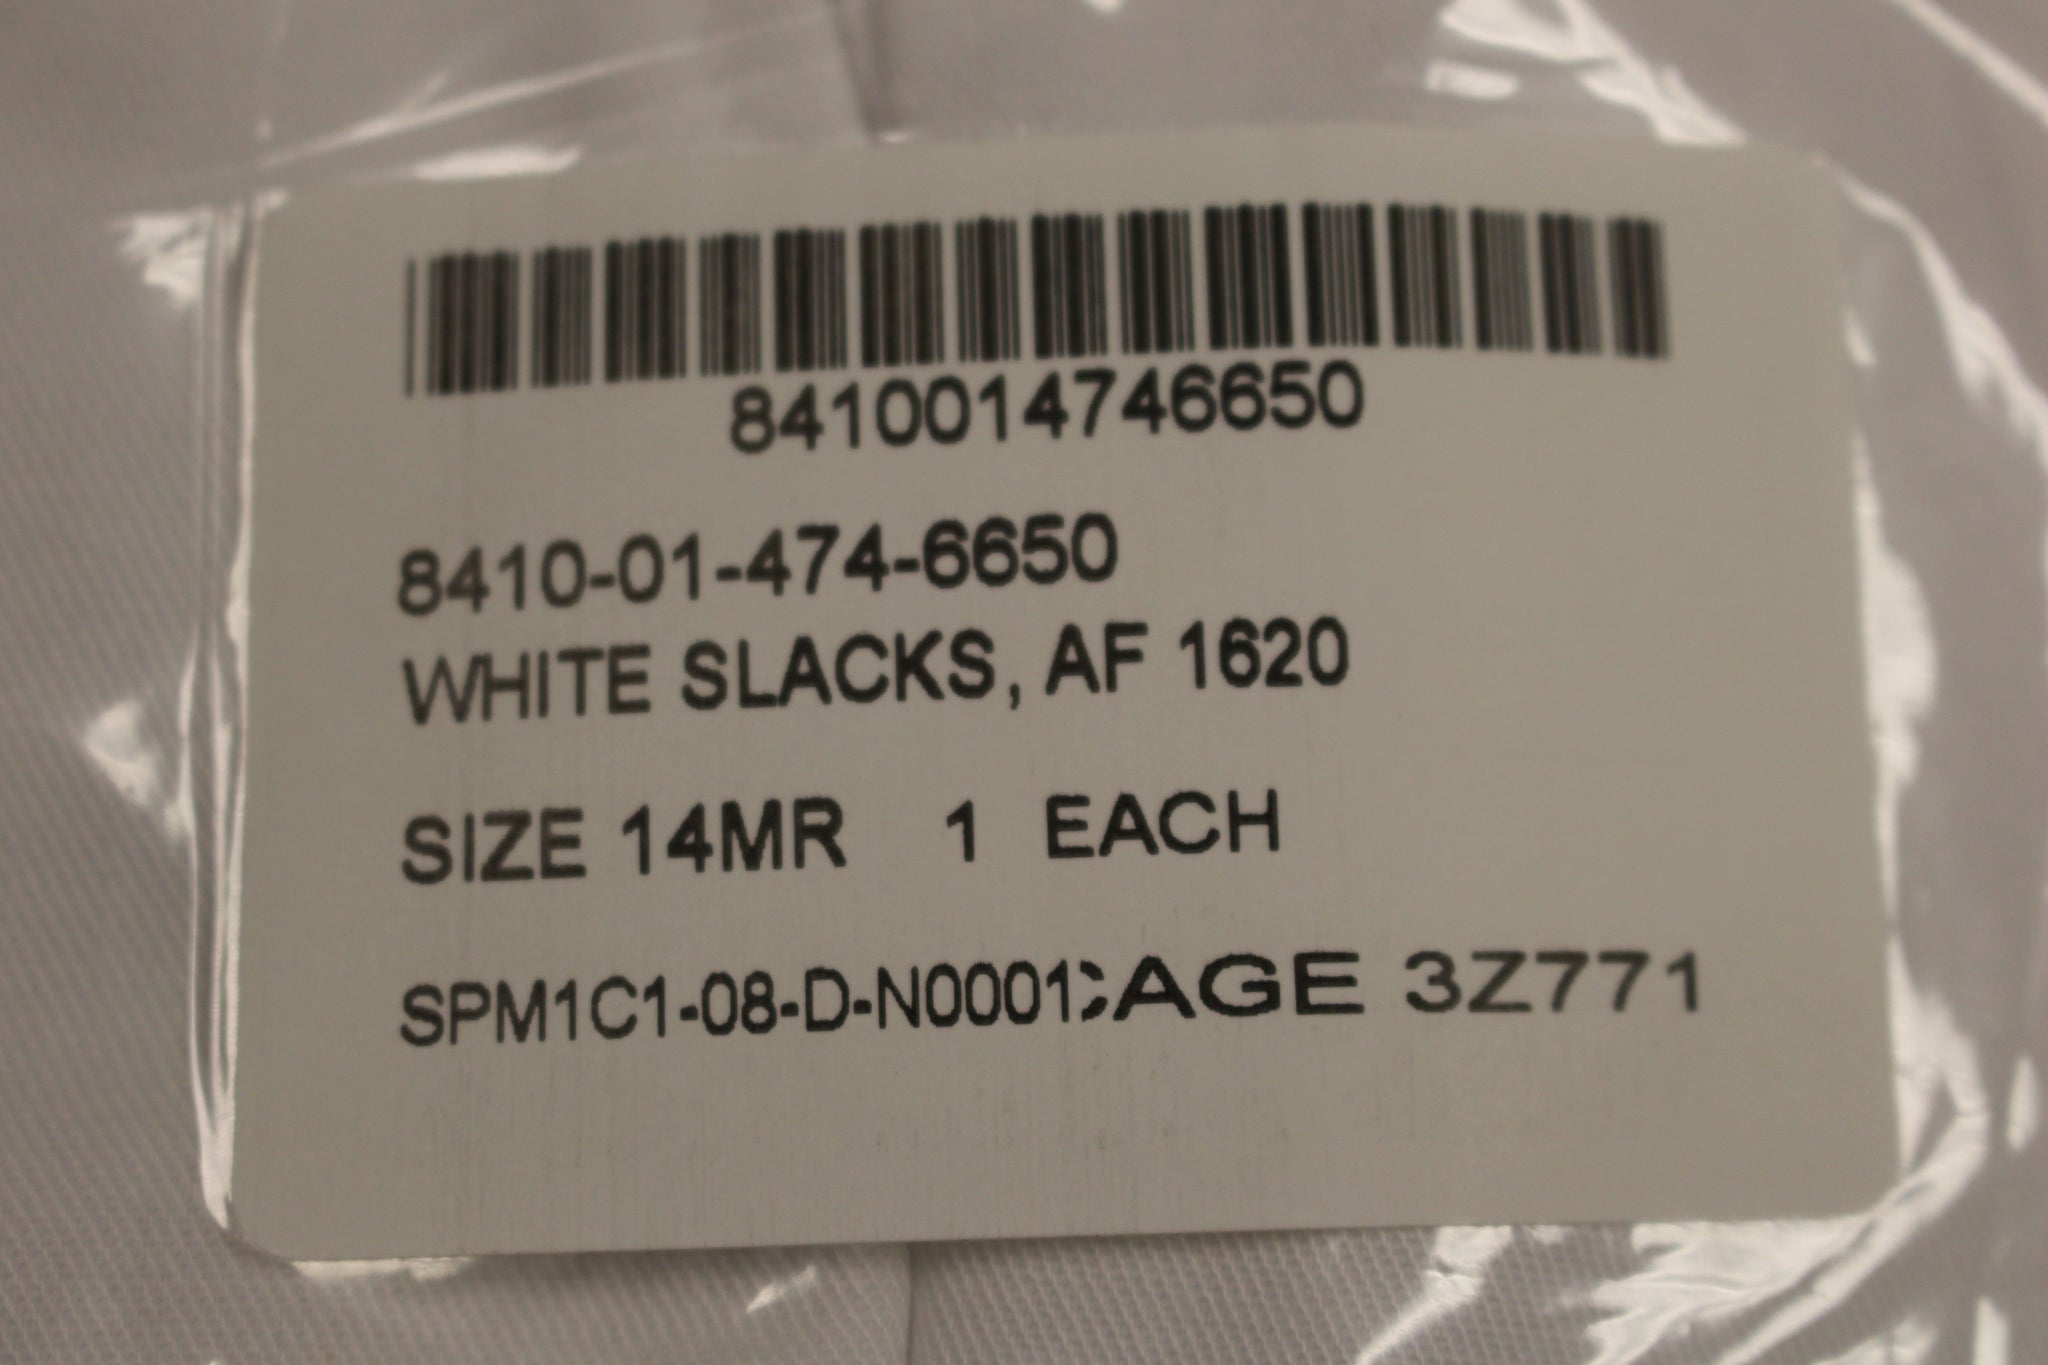 8410014746650
8410-01-474-6650
WHITE SLACKS, AF 1620
SIZE 14MR 1 EACH
SPM1C1-08-D-N0001CAGE 3Z771